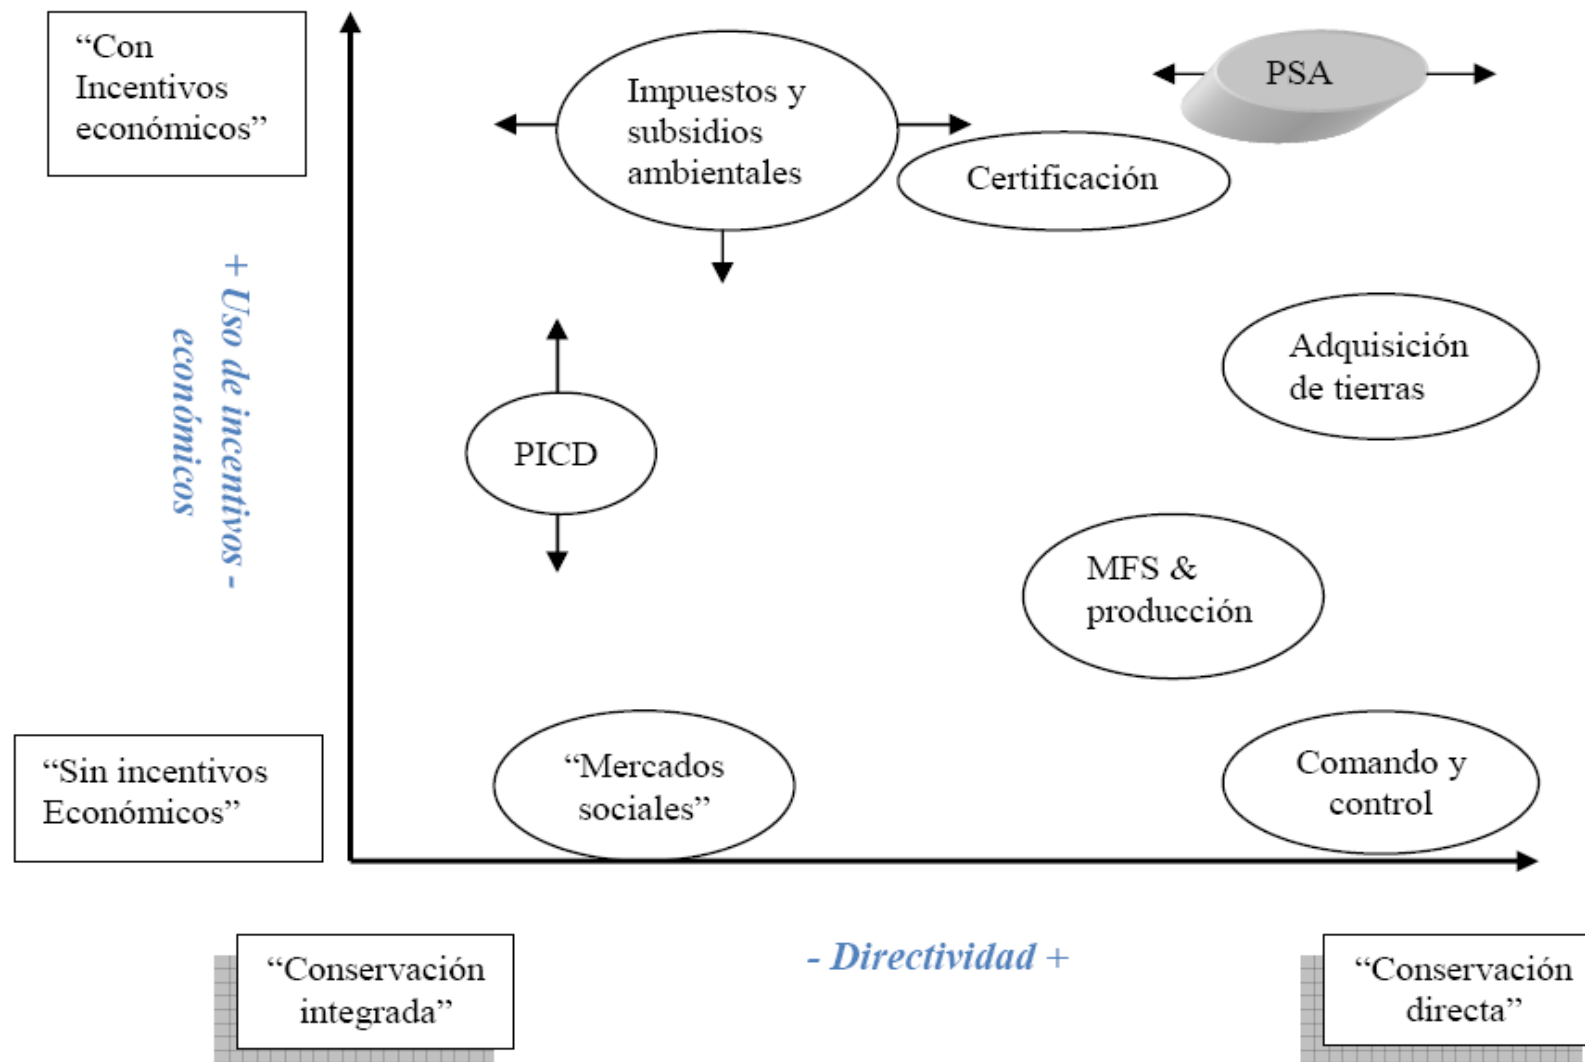 “Con
Incentivos
económicos”
Impuestos y
subsidios
ambientales
PSA
Certificación
+ Uso de incentivos -
económicos
Adquisición
de tierras
PICD
MFS &
producción
“Sin incentivos
Económicos”
“Mercados
sociales”
Comando y
control
- Directividad +
“Conservación
integrada”
“Conservación
directa”